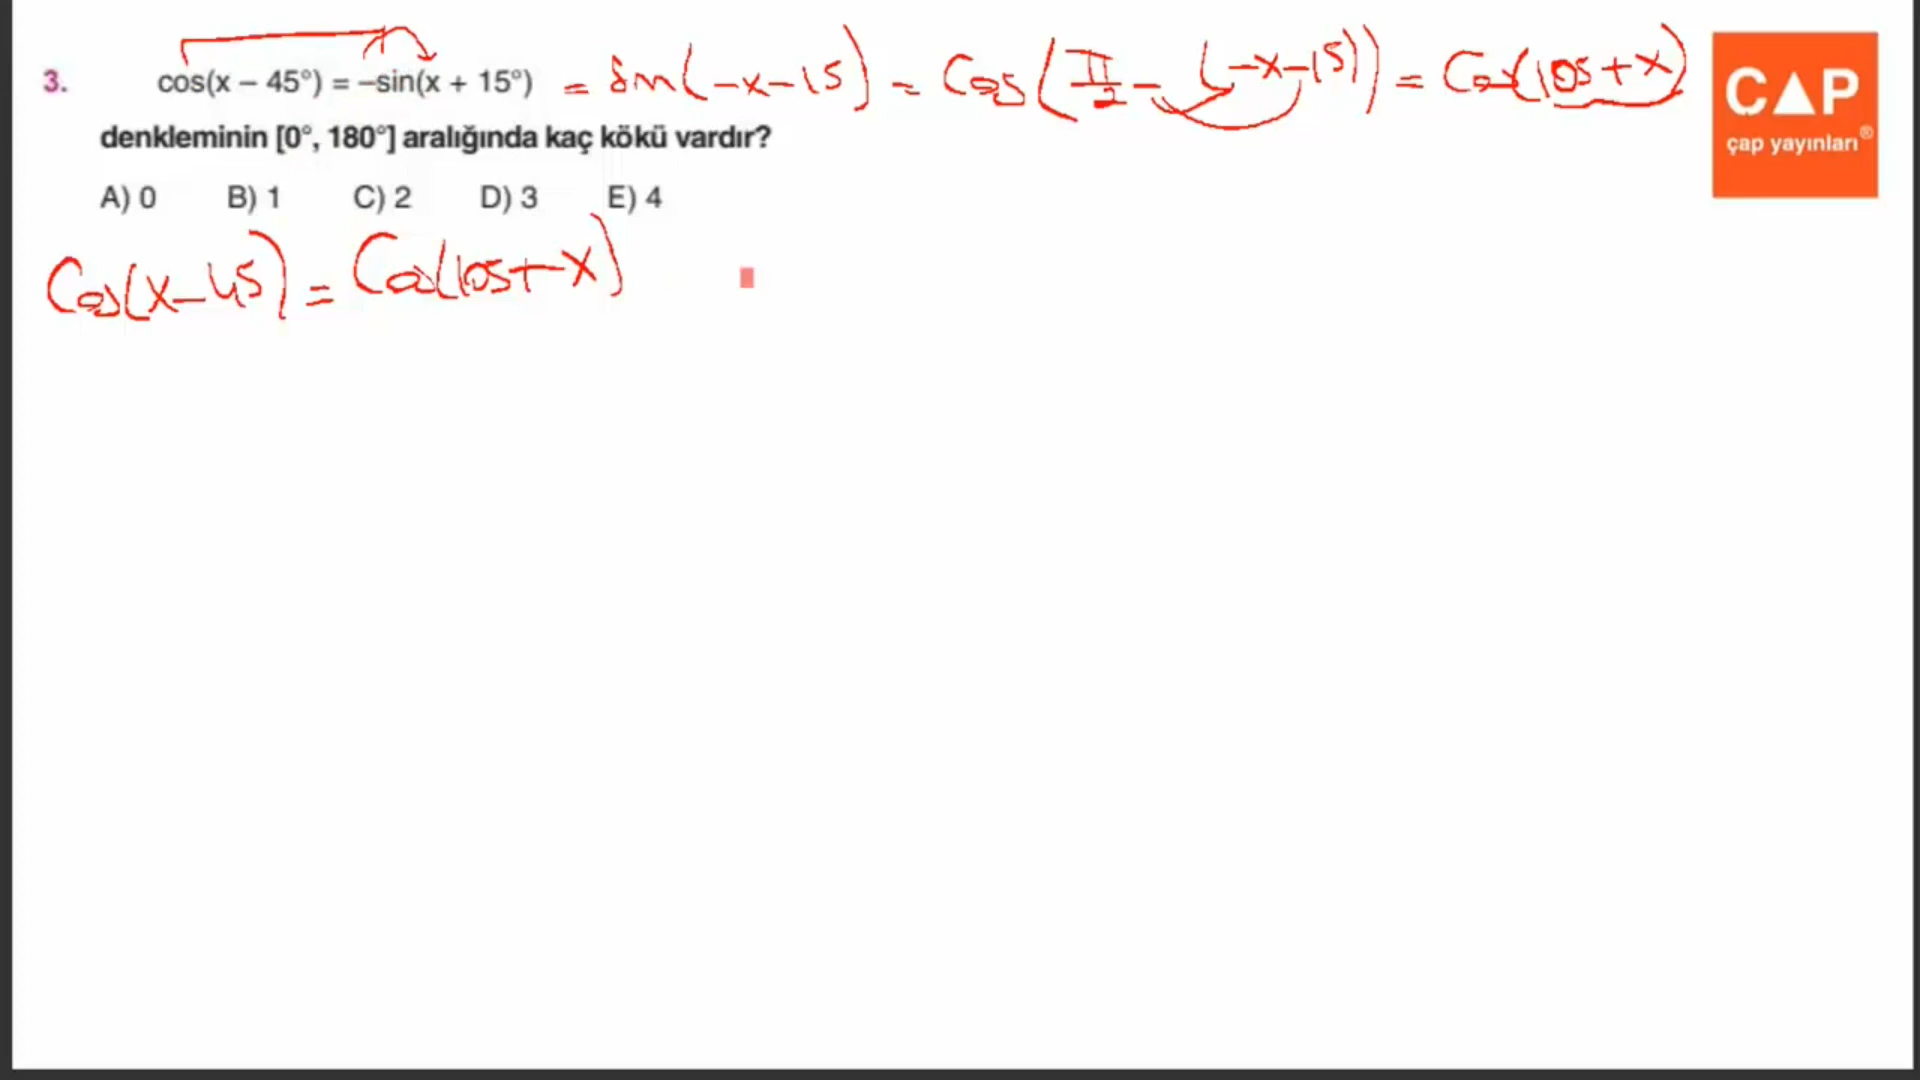 3. cos(x – 45°) = –sin(x + 15°) = sin(-x-15) = Cos(π/2 - (-x-15)) = Cos(105+x)
denkleminin [0°, 180°] aralığında kaç kökü vardır?
A) 0 B) 1 C) 2 D) 3 E) 4
Cos(x-45) = Cos(105+x)
CAP
çap yayınları®